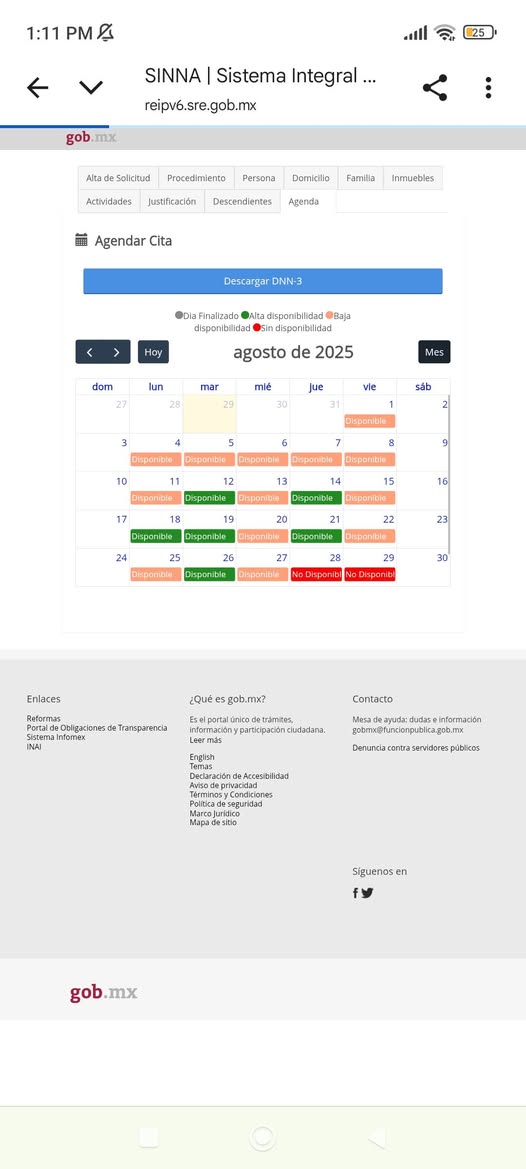 1:11 PM
25
SINNA | Sistema Integral ...
reipv6.sre.gob.mx
gob.mx
Alta de Solicitud Procedimiento Persona Domicilio Familia Inmuebles
Actividades Justificación Descendientes Agenda
Agendar Cita
Descargar DNN-3
Dia Finalizado Alta disponibilidad Baja
disponibilidad Sin disponibilidad
Hoy agosto de 2025 Mes
dom lun mar mié jue vie sáb
27 28 29 30 31 1 2
Disponible
3 4 5 6 7 8 9
Disponible Disponible Disponible Disponible Disponible
10 11 12 13 14 15 16
Disponible Disponible Disponible Disponible Disponible
17 18 19 20 21 22 23
Disponible Disponible Disponible Disponible Disponible
24 25 26 27 28 29 30
Disponible Disponible Disponible No Disponibl No Disponibl
Enlaces
Reformas
Portal de Obligaciones de Transparencia
Sistema Infomex
INAI
¿Qué es gob.mx?
Es el portal único de trámites,
información y participación ciudadana.
Leer más
English
Temas
Declaración de Accesibilidad
Aviso de privacidad
Términos y Condiciones
Política de seguridad
Marco Jurídico
Mapa de sitio
Contacto
Mesa de ayuda: dudas e información
gobmx@funcionpublica.gob.mx
Denuncia contra servidores públicos
Síguenos en
gob.mx